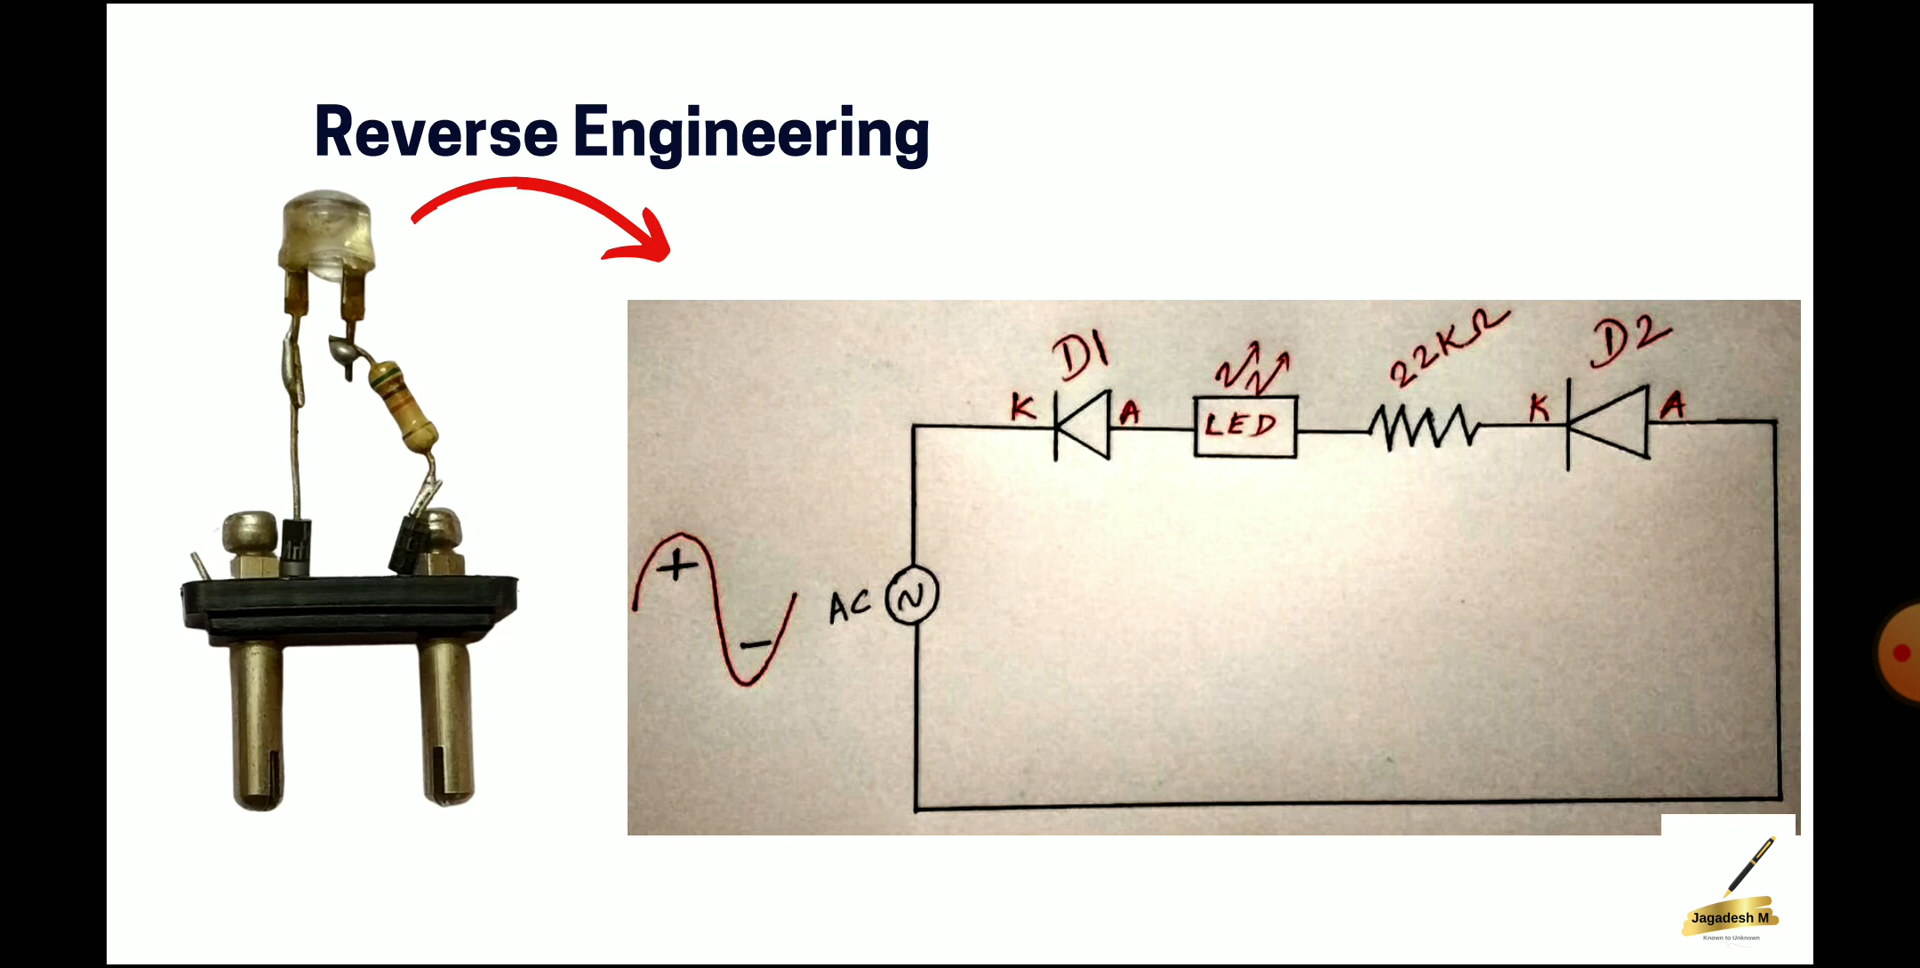 Reverse Engineering
D1
22KΩ
D2
K
A
LED
K
A
+
-
AC
Jagadesh M
Known to Unknown